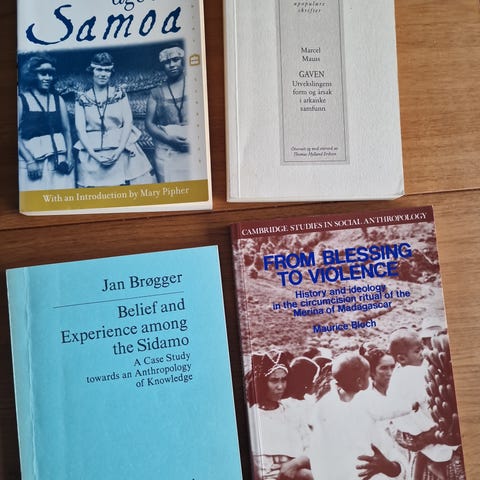 Samoa
With an Introduction by Mary Pipher
upopulære
skrifter
Marcel
Mauss
GAVEN
Utvekslingens
form og årsak
i arkaiske
samfunn
Oversatt og med etterord av
Thomas Hylland Eriksen
Jan Brøgger
Belief and
Experience among
the Sidamo
A Case Study
towards an Anthropology
of Knowledge
CAMBRIDGE STUDIES IN SOCIAL ANTHROPOLOGY
FROM BLESSING
TO VIOLENCE
History and ideology
in the circumcision ritual of the
Merina of Madagascar
Maurice Bloch